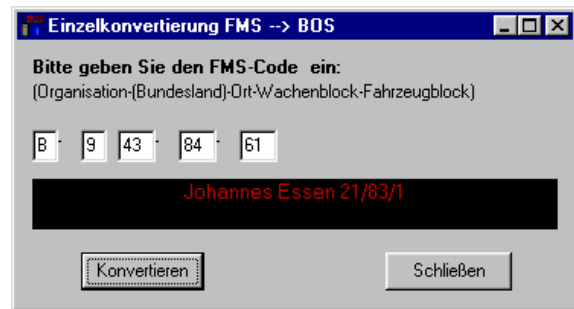 Einzelkonvertierung FMS --> BOS
Bitte geben Sie den FMS-Code ein:
(Organisation-(Bundesland)-Ort-Wachenblock-Fahrzeugblock)
B - 9 43 - 84 - 61
Johannes Essen 21/83/1
Konvertieren Schließen